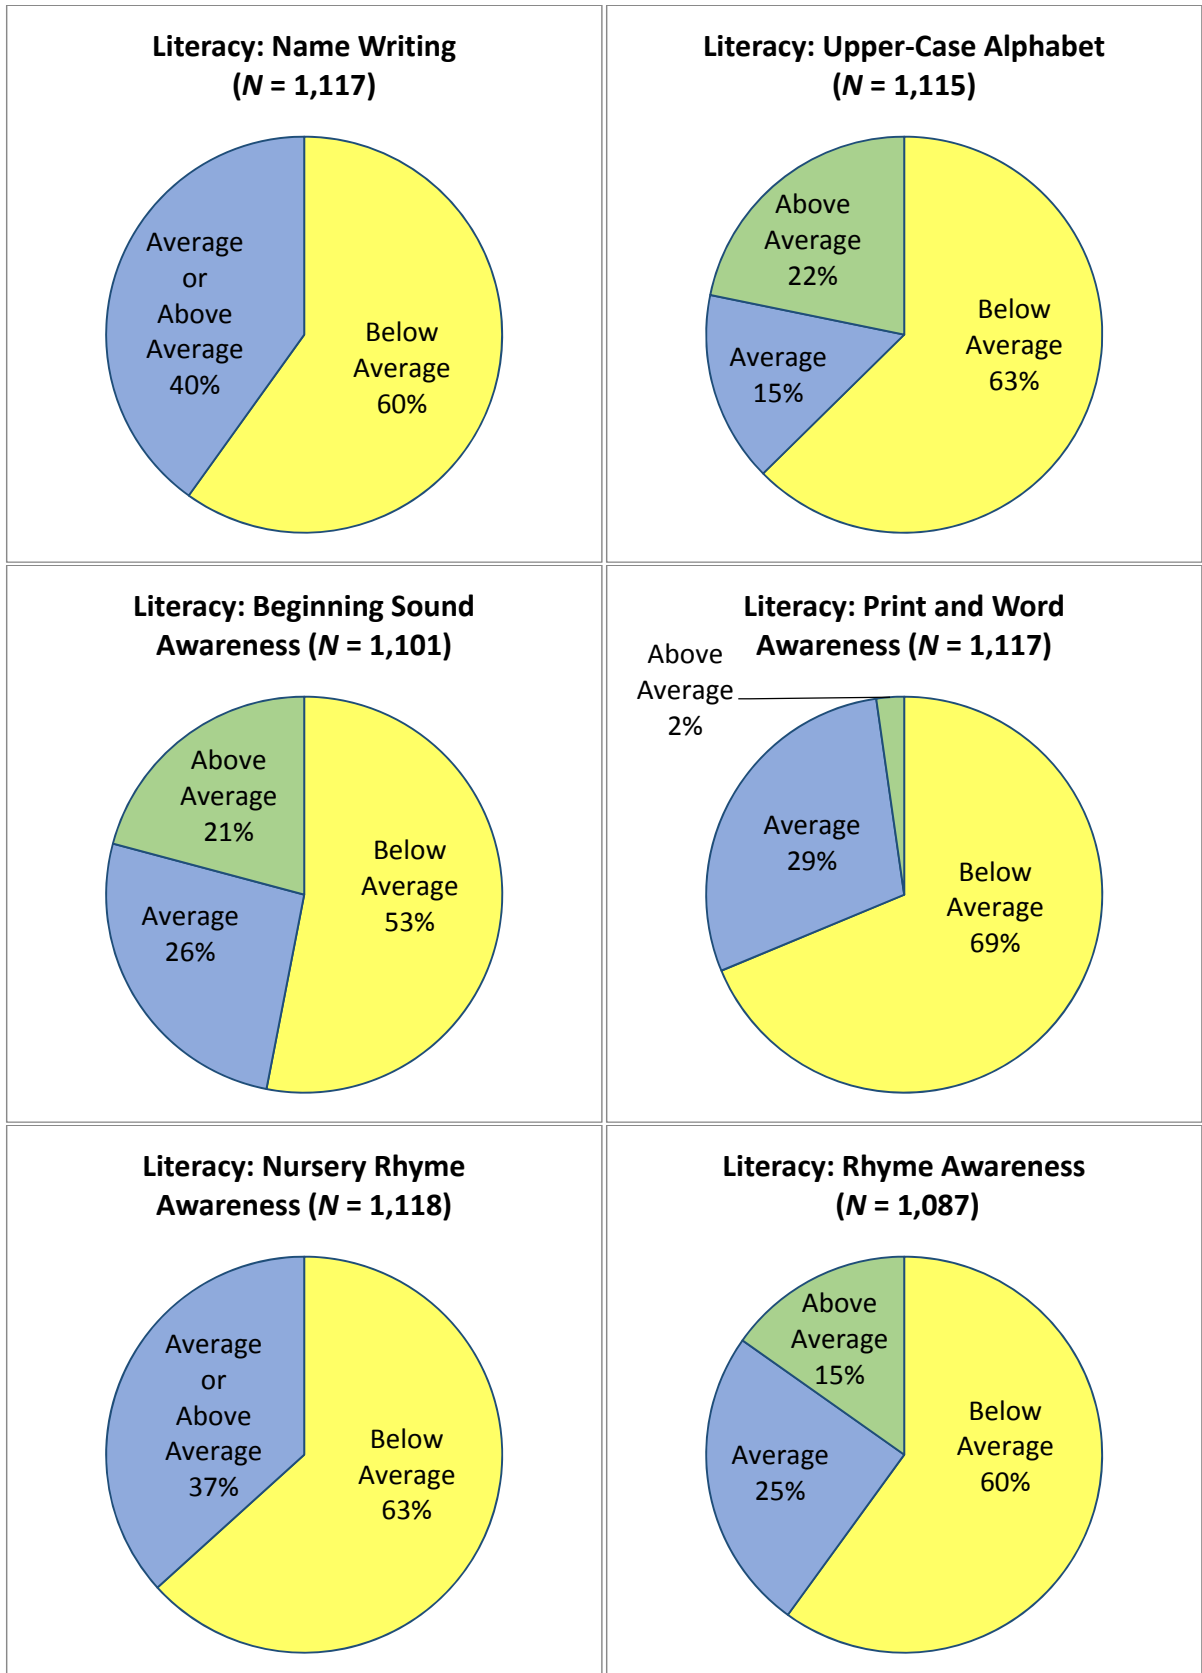 Literacy: Name Writing
(N = 1,117)
Average
or
Above
Average
40%
Below
Average
60%
Literacy: Upper-Case Alphabet
(N = 1,115)
Above
Average
22%
Average
15%
Below
Average
63%
Literacy: Beginning Sound
Awareness (N = 1,101)
Above
Average
21%
Average
26%
Below
Average
53%
Literacy: Print and Word
Awareness (N = 1,117)
Above
Average
2%
Average
29%
Below
Average
69%
Literacy: Nursery Rhyme
Awareness (N = 1,118)
Average
or
Above
Average
37%
Below
Average
63%
Literacy: Rhyme Awareness
(N = 1,087)
Above
Average
15%
Average
25%
Below
Average
60%